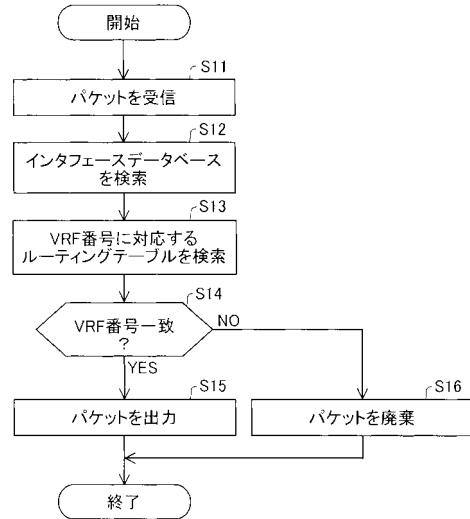 開始
S11
パケットを受信
S12
インタフェースデータベース
を検索
S13
VRF番号に対応する
ルーティングテーブルを検索
S14
VRF番号一致
?
NO
YES
S15
パケットを出力
S16
パケットを廃棄
終了